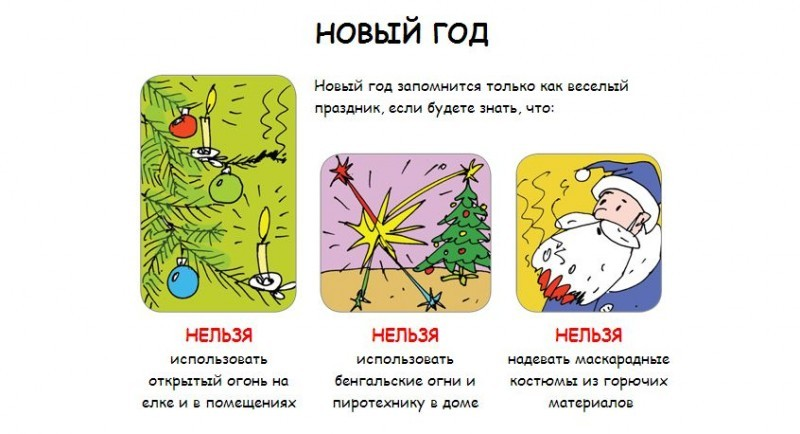 НОВЫЙ ГОД
Новый год запомнится только как веселый
праздник, если будете знать, что:
НЕЛЬЗЯ
использовать
открытый огонь на
елке и в помещениях
НЕЛЬЗЯ
использовать
бенгальские огни и
пиротехнику в доме
НЕЛЬЗЯ
надевать маскарадные
костюмы из горючих
материалов